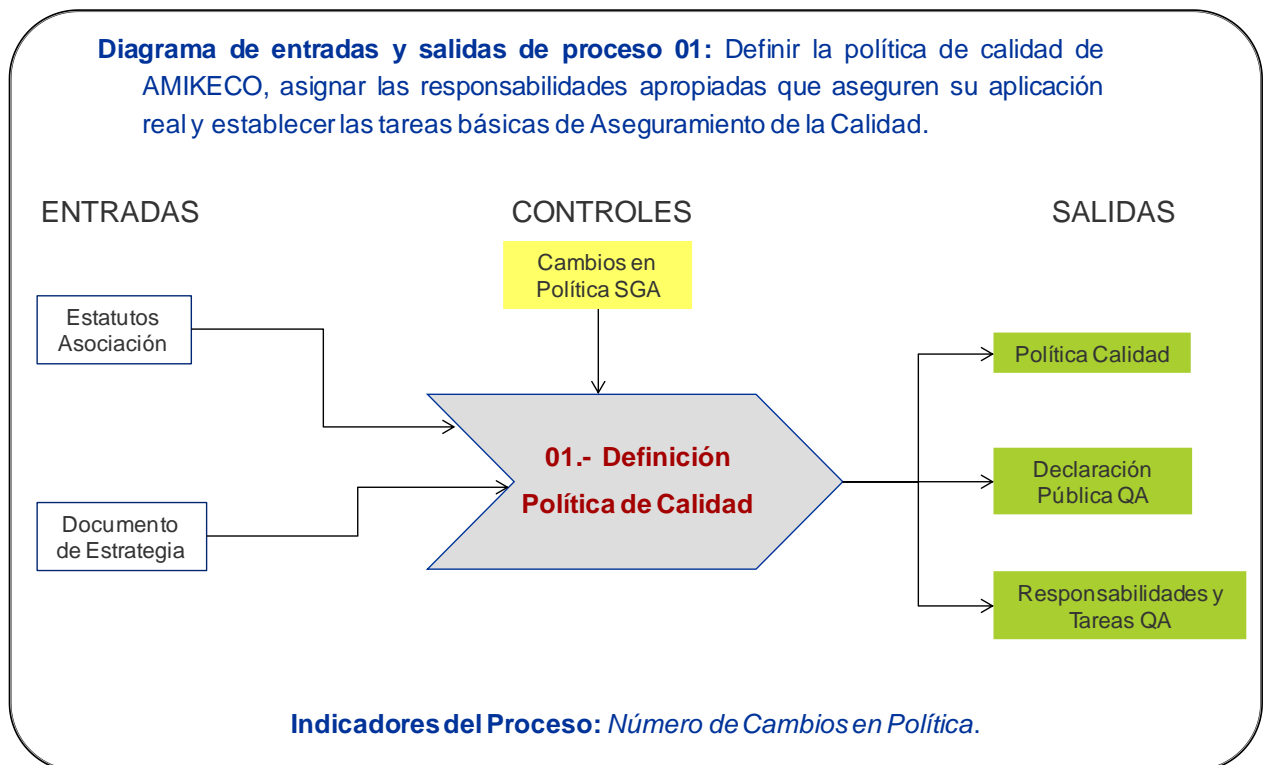 Diagrama de entradas y salidas de proceso 01: Definir la política de calidad de
AMIKECO, asignar las responsabilidades apropiadas que aseguren su aplicación
real y establecer las tareas básicas de Aseguramiento de la Calidad.
ENTRADAS
CONTROLES
SALIDAS
Cambios en
Política SGA
Estatutos
Asociación
Documento
de Estrategia
01.- Definición
Política de Calidad
Política Calidad
Declaración
Pública QA
Responsabilidades y
Tareas QA
Indicadores del Proceso: Número de Cambios en Política.